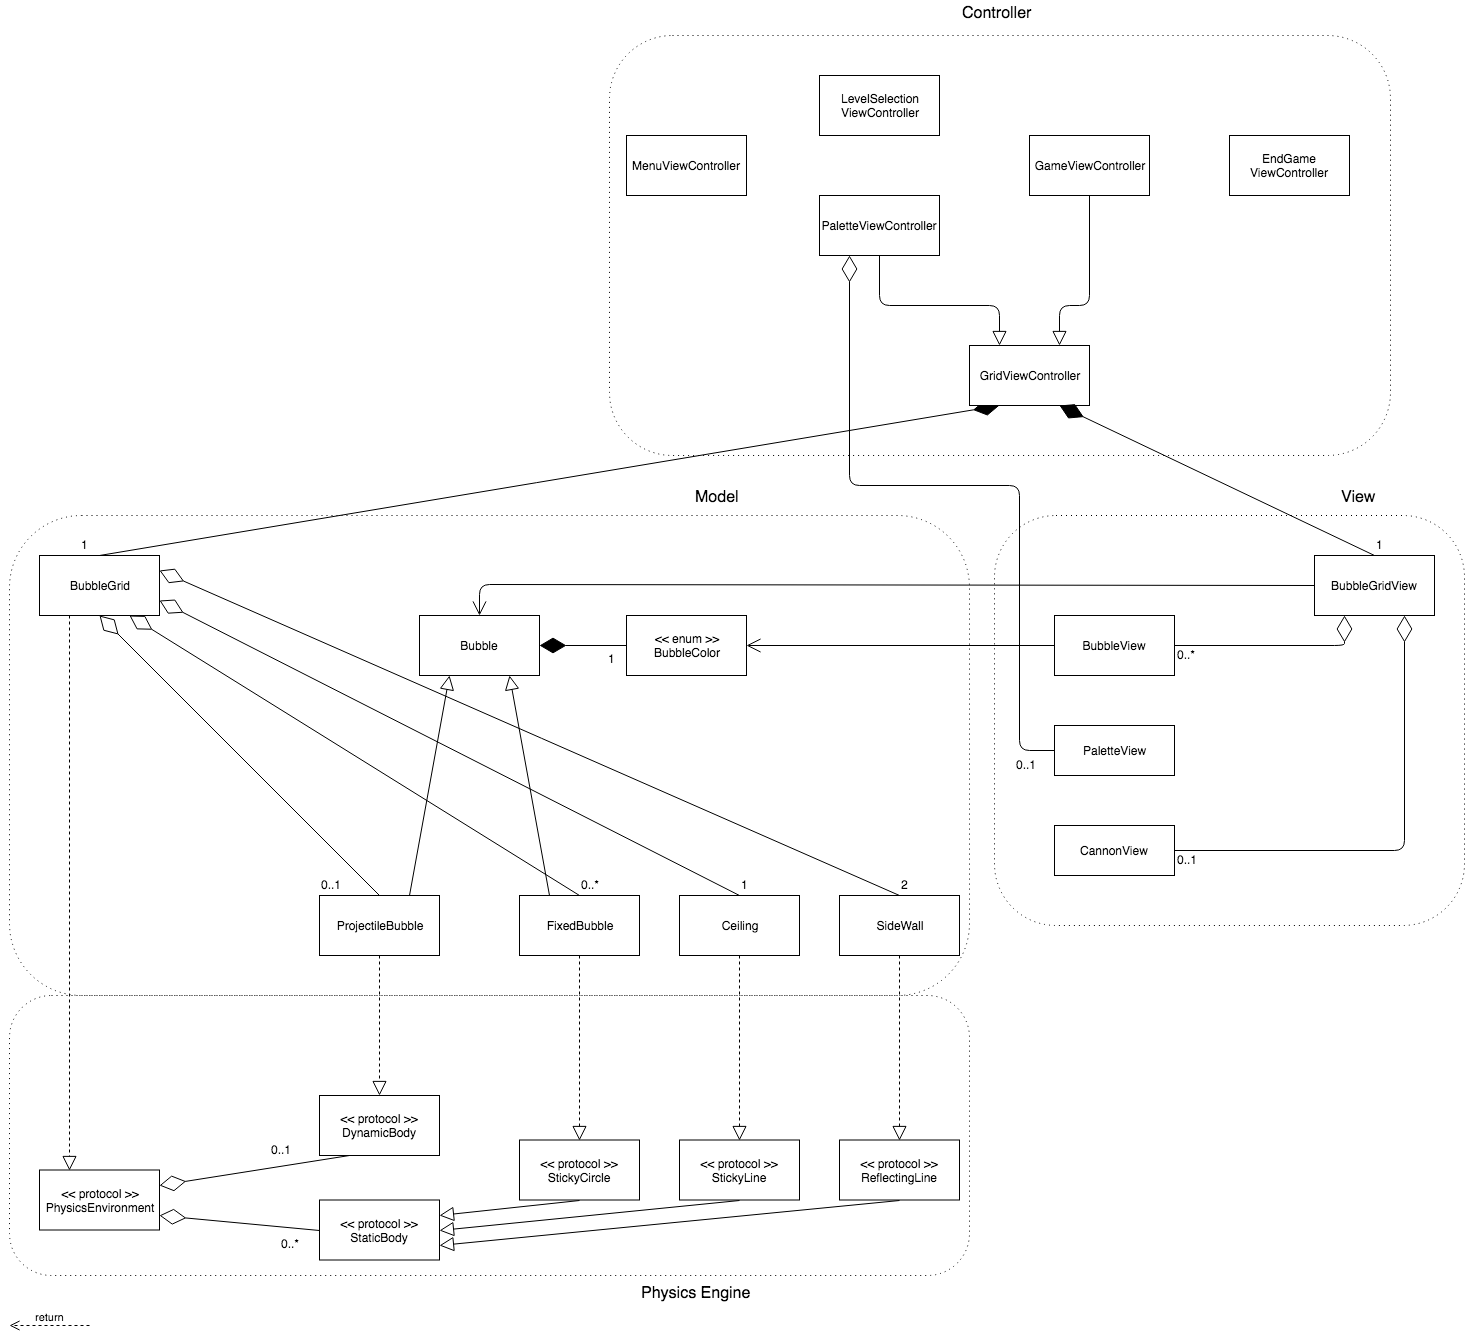 Controller
LevelSelection
ViewController
MenuViewController
GameViewController
EndGame
ViewController
PaletteViewController
GridViewController
Model
View
1
1
BubbleGrid
BubbleGridView
Bubble
1
<< enum >>
BubbleColor
BubbleView
0..*
PaletteView
0..1
CannonView
0..1
0..1
0..*
1
2
ProjectileBubble
FixedBubble
Ceiling
SideWall
<< protocol >>
DynamicBody
0..1
<< protocol >>
StickyCircle
<< protocol >>
StickyLine
<< protocol >>
ReflectingLine
<< protocol >>
PhysicsEnvironment
<< protocol >>
StaticBody
0..*
Physics Engine
return